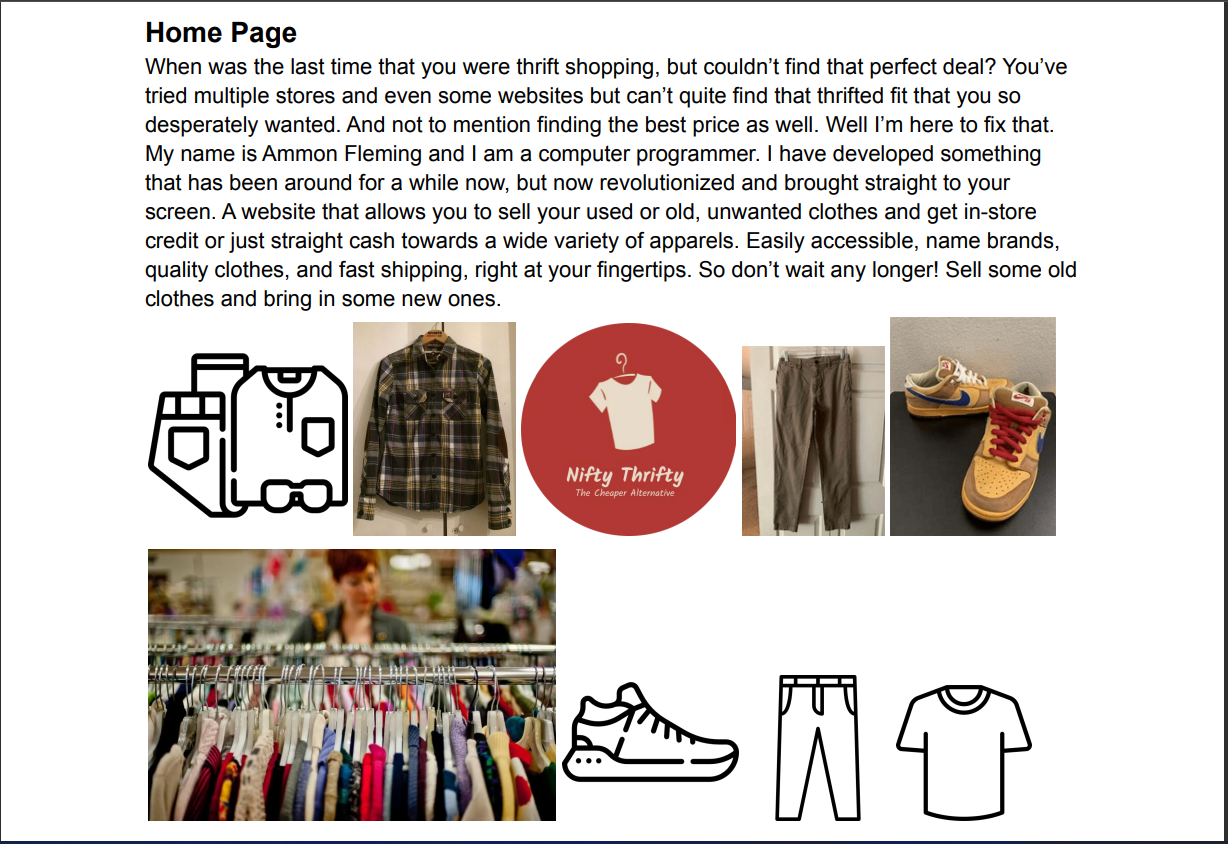 Home Page
When was the last time that you were thrift shopping, but couldn’t find that perfect deal? You’ve
tried multiple stores and even some websites but can’t quite find that thrifted fit that you so
desperately wanted. And not to mention finding the best price as well. Well I’m here to fix that.
My name is Ammon Fleming and I am a computer programmer. I have developed something
that has been around for a while now, but now revolutionized and brought straight to your
screen. A website that allows you to sell your used or old, unwanted clothes and get in-store
credit or just straight cash towards a wide variety of apparels. Easily accessible, name brands,
quality clothes, and fast shipping, right at your fingertips. So don’t wait any longer! Sell some old
clothes and bring in some new ones.
Nifty Thrifty
The Cheaper Alternative